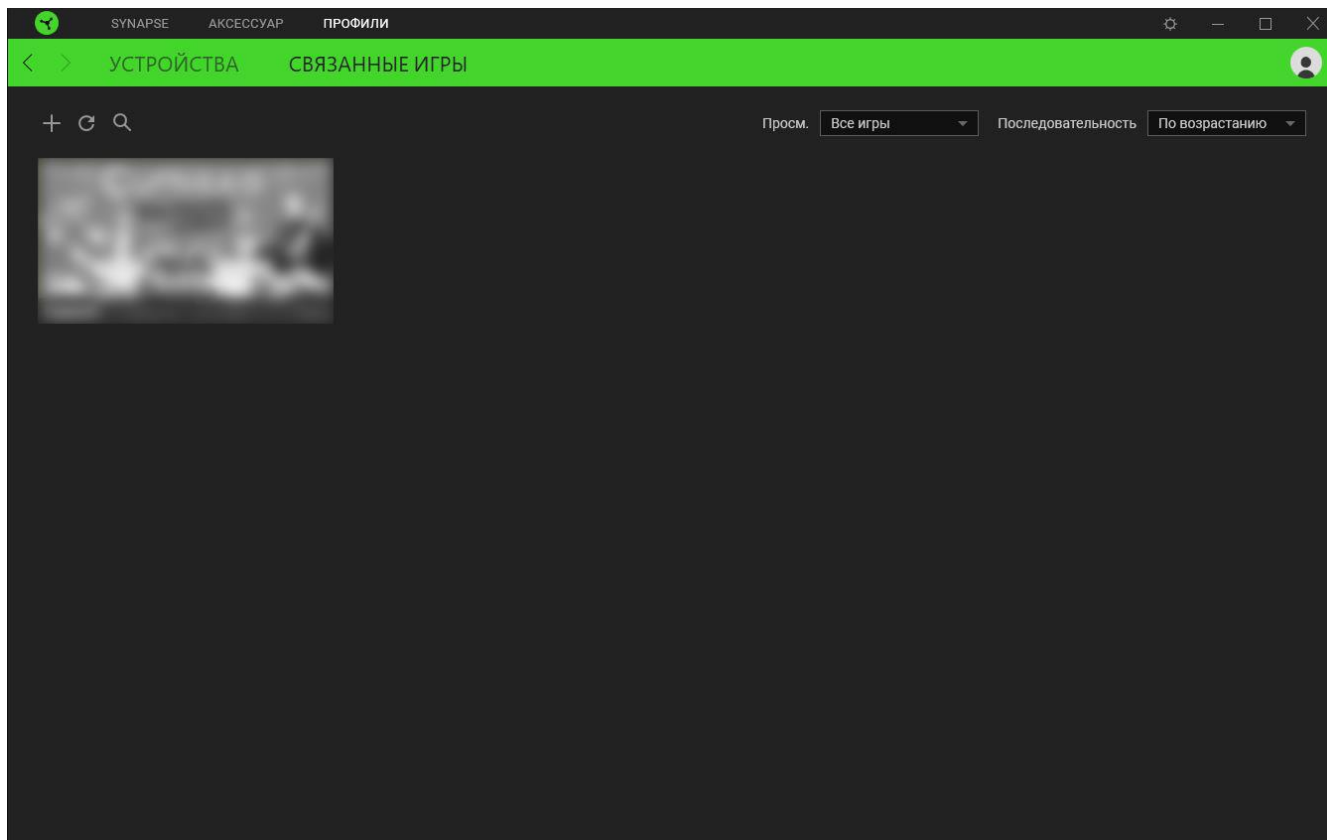 SYNAPSE АКСЕССУАР ПРОФИЛИ
УСТРОЙСТВА СВЯЗАННЫЕ ИГРЫ
Просм. Все игры Последовательность По возрастанию